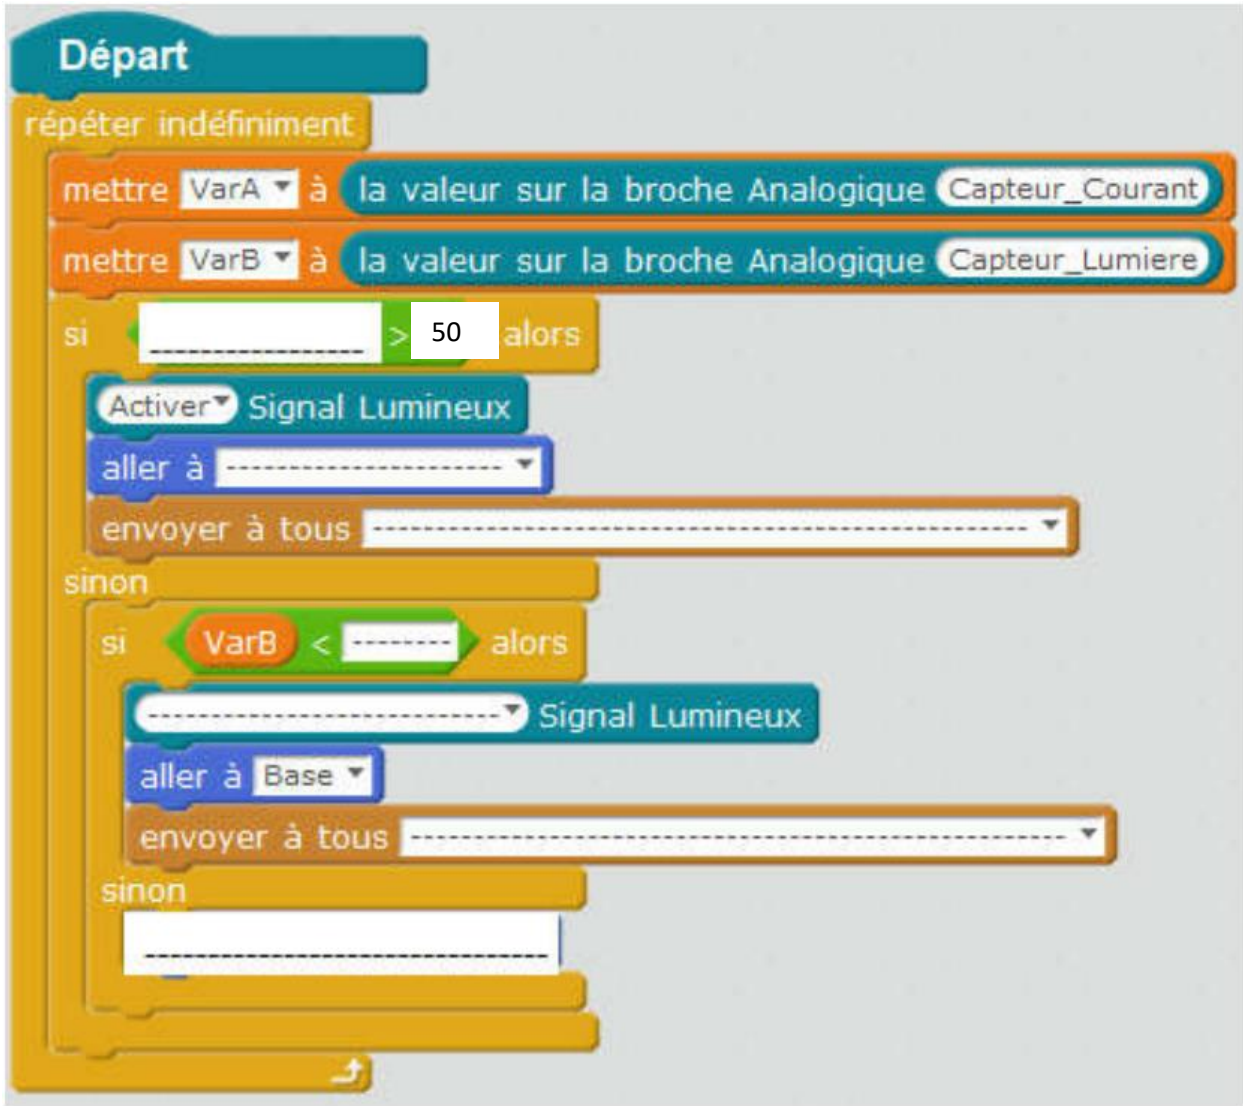 Départ
répéter indéfiniment
mettre VarA à la valeur sur la broche Analogique Capteur_Courant
mettre VarB à la valeur sur la broche Analogique Capteur_Lumiere
si _________________ > 50 alors
Activer Signal Lumineux
aller à ----------------------
envoyer à tous ----------------------------------------------------
sinon
si VarB < -------- alors
---------------------------- Signal Lumineux
aller à Base
envoyer à tous ----------------------------------------------------
sinon
________________________________